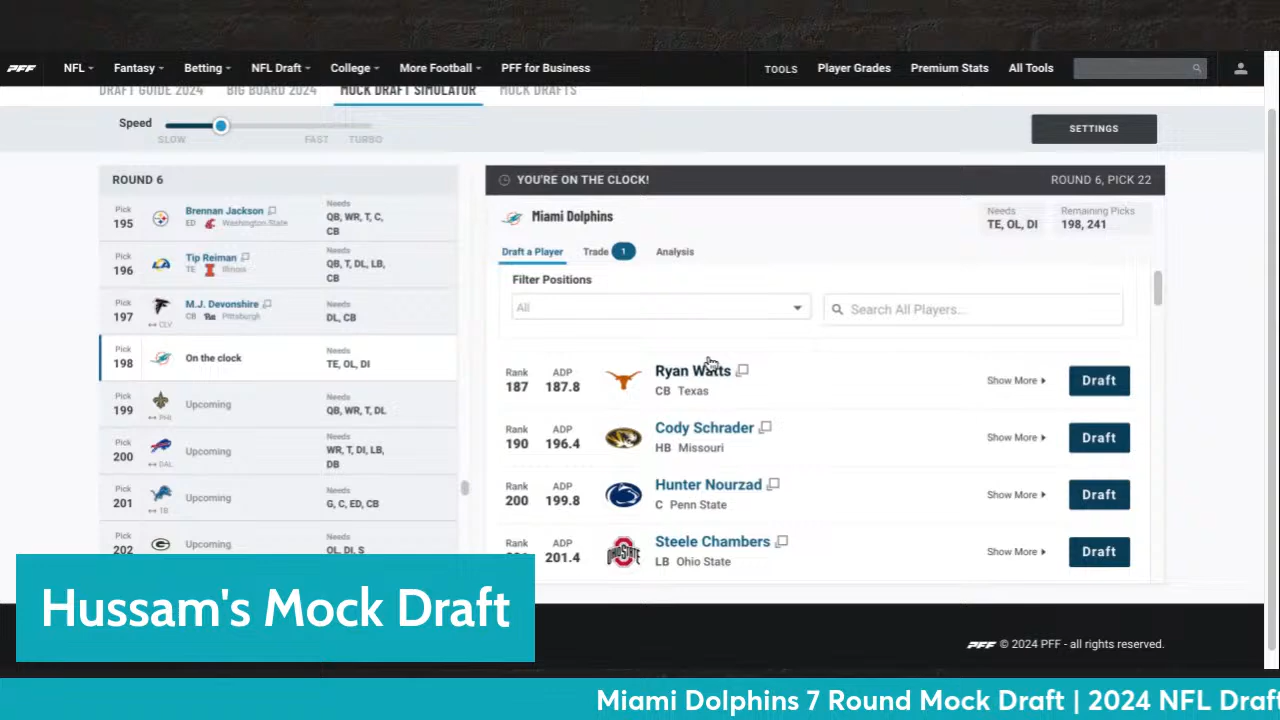 PFF NFL Fantasy Betting NFL Draft College More Football PFF for Business TOOLS Player Grades Premium Stats All Tools
DRAFT GUIDE 2024 BIG BOARD 2024 MOCK DRAFT SIMULATOR MOCK DRAFTS
Speed
SLOW FAST TURBO
SETTINGS
ROUND 6
Pick 195 Brennan Jackson Needs
ED Washington State QB, WR, T, C, CB
Pick 196 Tip Reiman Needs
TE Illinois QB, T, DL, LB, CB
Pick 197 M.J. Devonshire Needs
CB Pittsburgh DL, CB
↔ CLV
Pick 198 On the clock Needs
TE, OL, DI
Pick 199 Upcoming Needs
QB, WR, T, DL
↔ PHI
Pick 200 Upcoming Needs
WR, T, DI, LB, DB
↔ DAL
Pick 201 Upcoming Needs
G, C, ED, CB
↔ TB
Pick 202 Upcoming Needs
OL, DI, S
YOU'RE ON THE CLOCK! ROUND 6, PICK 22
Miami Dolphins
Needs
TE, OL, DI
Remaining Picks
198, 241
Draft a Player Trade 1 Analysis
Filter Positions
All Search All Players...
Rank 187 ADP 187.8 Ryan Watts
CB Texas Show More Draft
Rank 190 ADP 196.4 Cody Schrader
HB Missouri Show More Draft
Rank 200 ADP 199.8 Hunter Nourzad
C Penn State Show More Draft
ADP 201.4 OHIO STATE Steele Chambers
LB Ohio State Show More Draft
Hussam's Mock Draft
PFF © 2024 PFF - all rights reserved.
Miami Dolphins 7 Round Mock Draft | 2024 NFL Draft